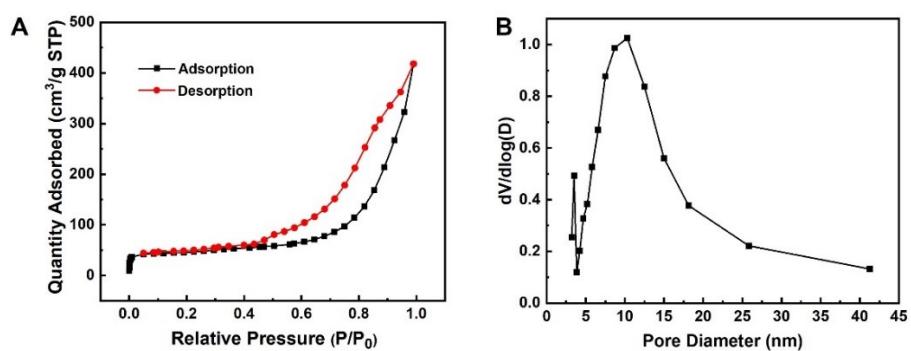 A
Quantity Adsorbed (cm³/g STP)
500
400
300
200
100
0
Adsorption
Desorption
0.0 0.2 0.4 0.6 0.8 1.0
Relative Pressure (P/P₀)
B
dV/dlog(D)
1.0
0.8
0.6
0.4
0.2
0.0
0 5 10 15 20 25 30 35 40 45
Pore Diameter (nm)